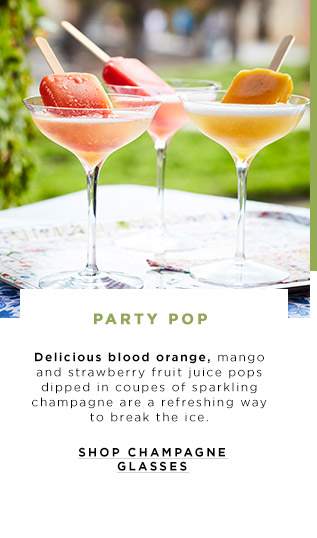 PARTY POP
Delicious blood orange, mango
and strawberry fruit juice pops
dipped in coupes of sparkling
champagne are a refreshing way
to break the ice.
SHOP CHAMPAGNE
GLASSES